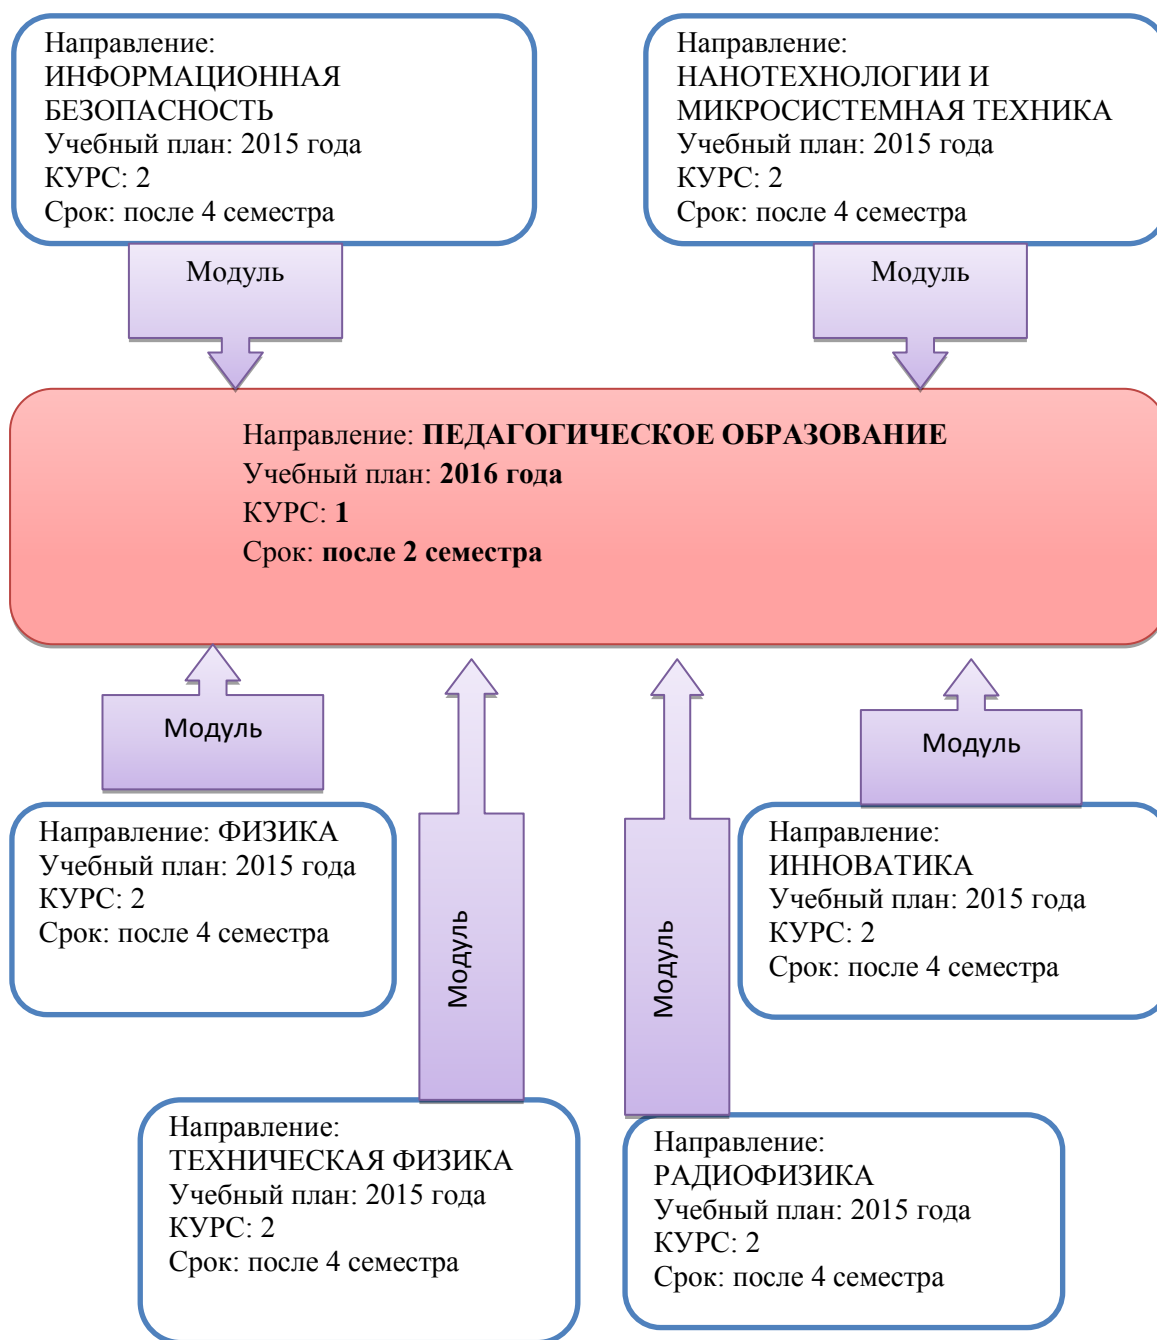 Направление:
ИНФОРМАЦИОННАЯ
БЕЗОПАСНОСТЬ
Учебный план: 2015 года
КУРС: 2
Срок: после 4 семестра
Направление:
НАНОТЕХНОЛОГИИ И
МИКРОСИСТЕМНАЯ ТЕХНИКА
Учебный план: 2015 года
КУРС: 2
Срок: после 4 семестра
Модуль
Модуль
Направление: ПЕДАГОГИЧЕСКОЕ ОБРАЗОВАНИЕ
Учебный план: 2016 года
КУРС: 1
Срок: после 2 семестра
Модуль
Модуль
Модуль
Модуль
Направление: ФИЗИКА
Учебный план: 2015 года
КУРС: 2
Срок: после 4 семестра
Направление:
ИННОВАТИКА
Учебный план: 2015 года
КУРС: 2
Срок: после 4 семестра
Направление:
ТЕХНИЧЕСКАЯ ФИЗИКА
Учебный план: 2015 года
КУРС: 2
Срок: после 4 семестра
Направление:
РАДИОФИЗИКА
Учебный план: 2015 года
КУРС: 2
Срок: после 4 семестра